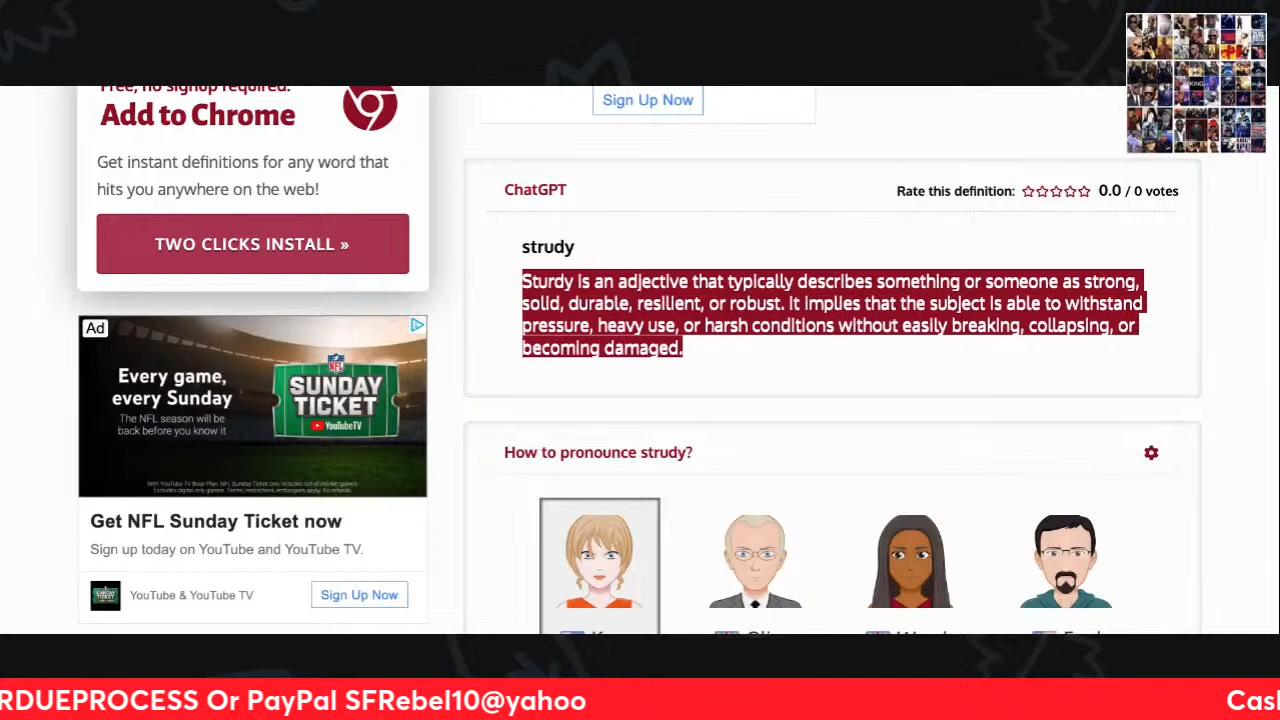 Free, no signup required:
Add to Chrome
Get instant definitions for any word that
hits you anywhere on the web!
TWO CLICKS INSTALL »
Ad
Every game,
every Sunday
The NFL season will be
back before you know it
NFL
SUNDAY
TICKET
YouTubeTV
Get NFL Sunday Ticket now
Sign up today on YouTube and YouTube TV.
YouTube & YouTube TV
Sign Up Now
Sign Up Now
ChatGPT
Rate this definition:
0.0 / 0 votes
strudy
Sturdy is an adjective that typically describes something or someone as strong,
solid, durable, resilient, or robust. It implies that the subject is able to withstand
pressure, heavy use, or harsh conditions without easily breaking, collapsing, or
becoming damaged.
How to pronounce strudy?
RDUEPROCESS Or PayPal SFRebel10@yahoo
Cash